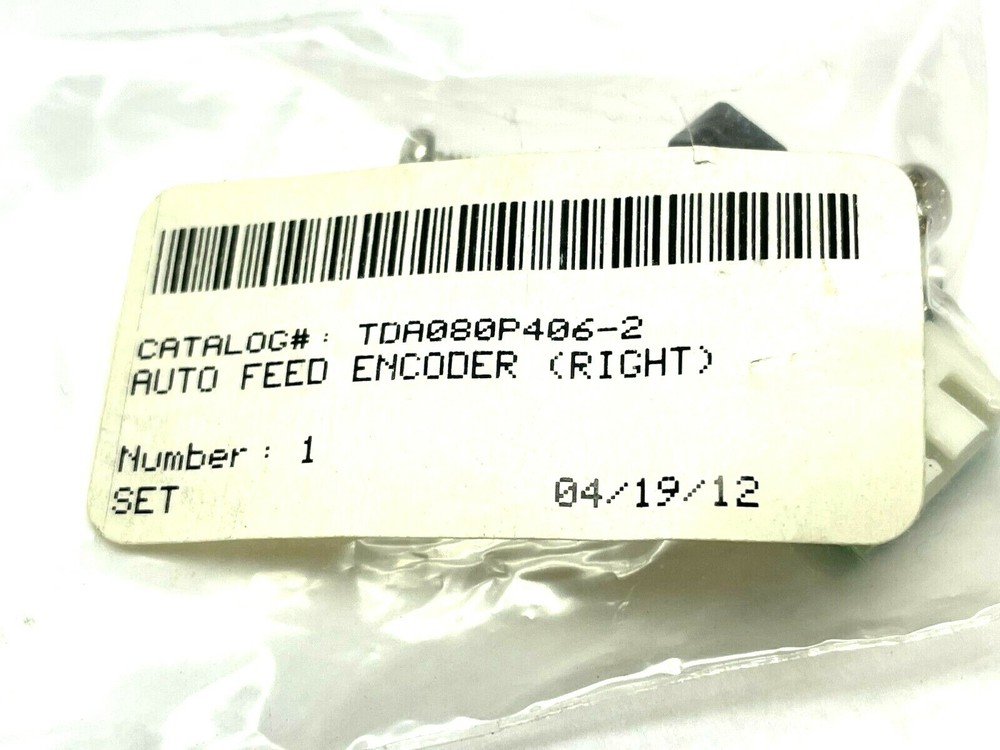 CATALOG#: TDA080P406-2
AUTO FEED ENCODER (RIGHT)
Number: 1
SET 04/19/12